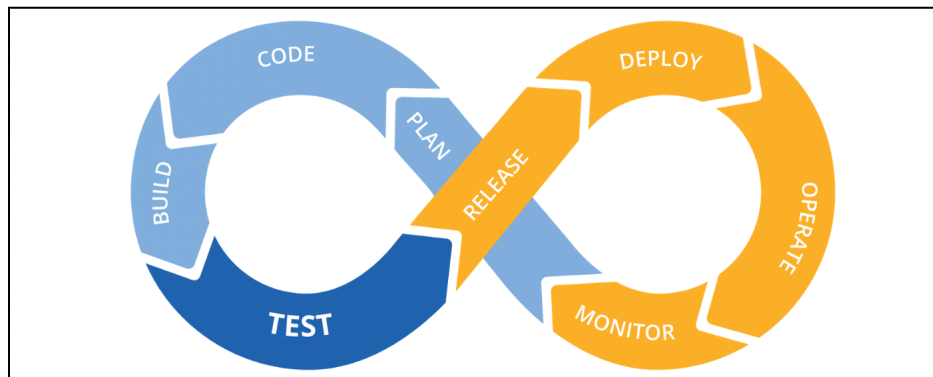 CODE
DEPLOY
PLAN
BUILD
RELEASE
OPERATE
TEST
MONITOR